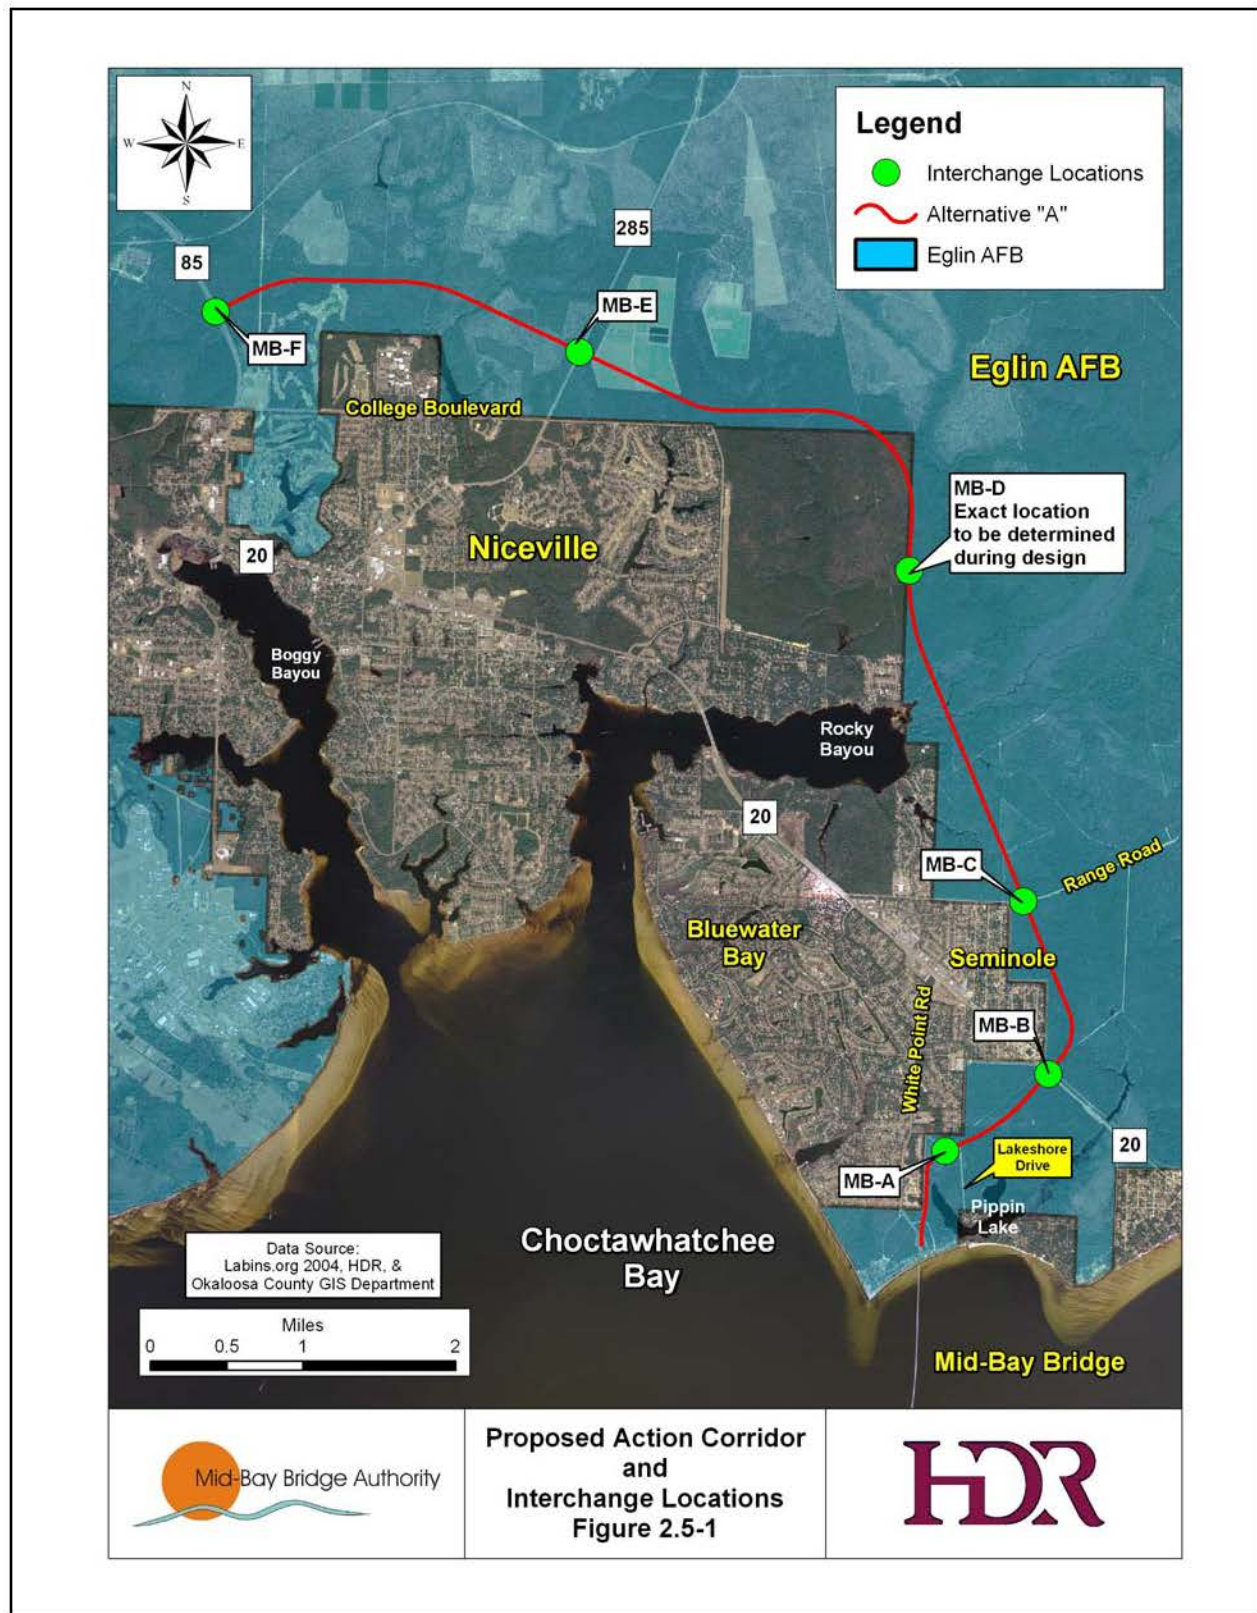 N
W
E
S
Legend
Interchange Locations
Alternative "A"
Eglin AFB
285
85
MB-E
MB-F
Eglin AFB
College Boulevard
MB-D
Exact location
to be determined
during design
Niceville
20
Boggy
Bayou
Rocky
Bayou
20
MB-C
Range Road
Bluewater
Bay
Seminole
White Point Rd
MB-B
20
Lakeshore
Drive
MB-A
Pippin
Lake
Choctawhatchee
Bay
Data Source:
Labins.org 2004, HDR, &
Okaloosa County GIS Department
Miles
0 0.5 1 2
Mid-Bay Bridge
Mid-Bay Bridge Authority
Proposed Action Corridor
and
Interchange Locations
Figure 2.5-1
HDR